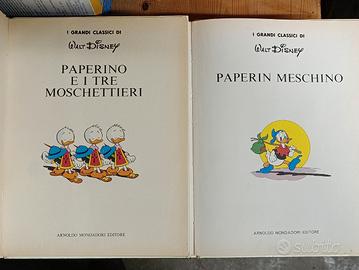 I GRANDI CLASSICI DI
WALT DISNEY
PAPERINO
E I TRE
MOSCHETTIERI
ARNOLDO MONDADORI EDITORE
I GRANDI CLASSICI DI
WALT DISNEY
PAPERIN MESCHINO
ARNOLDO MONDADORI EDITORE
subito